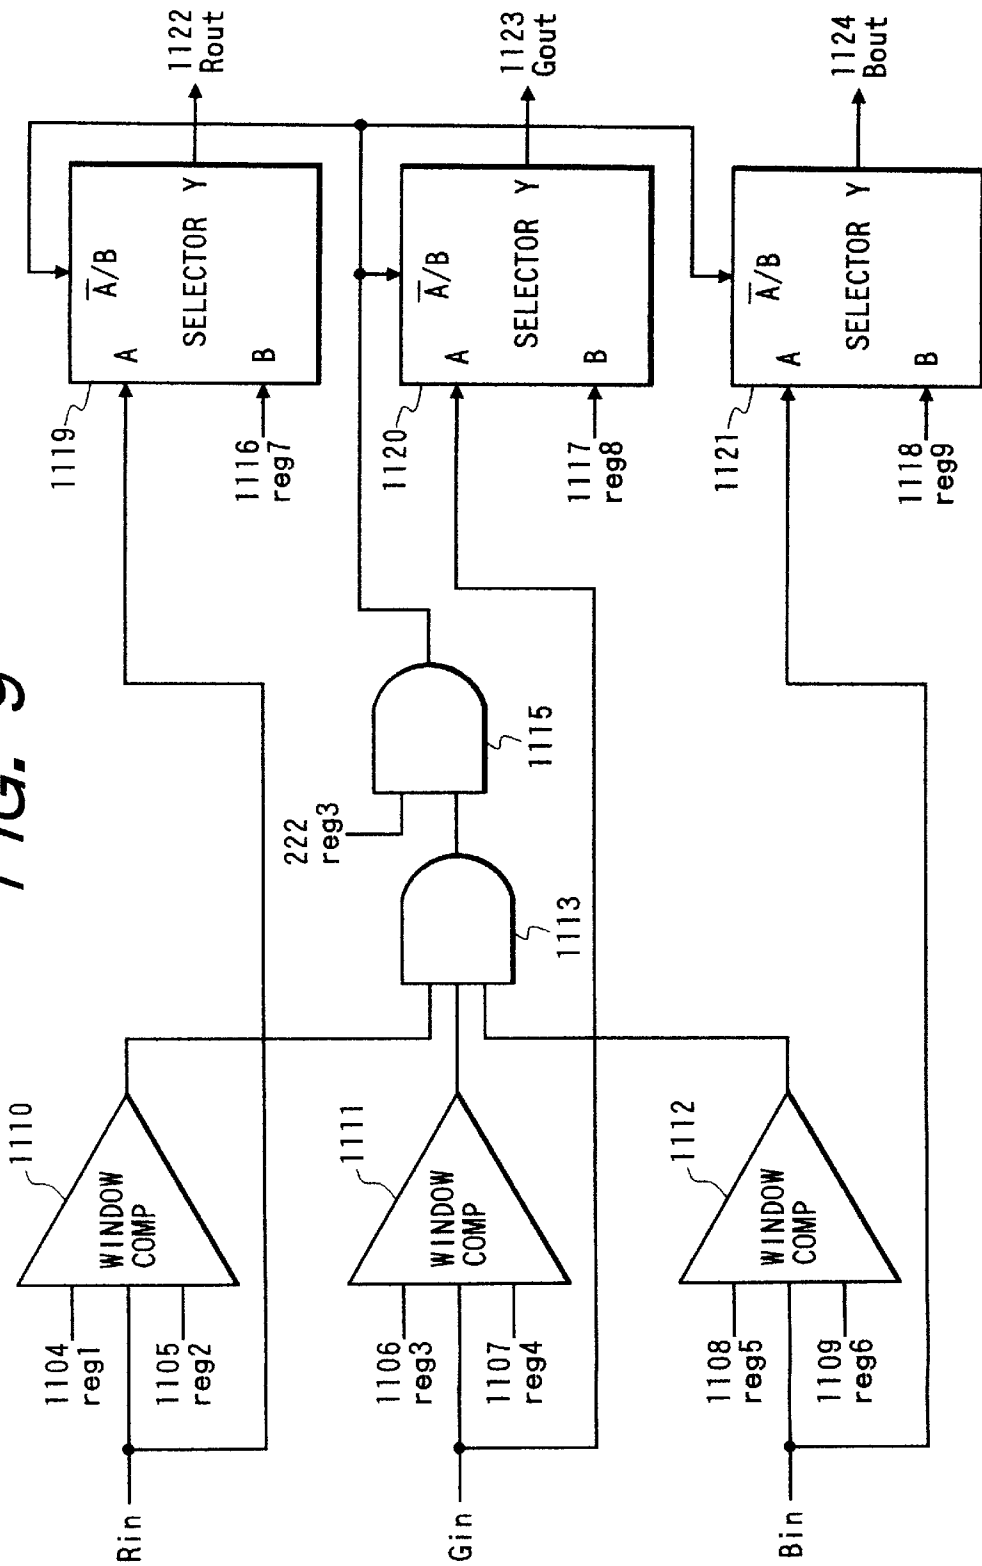 FIG. 9
Rin
1104
reg1
1105
reg2
WINDOW
COMP
1110
Gin
1106
reg3
1107
reg4
WINDOW
COMP
1111
Bin
1108
reg5
1109
reg6
WINDOW
COMP
1112
1113
222
reg3
1115
1119
A
A/B
B
SELECTOR
Y
1116
reg7
1122
Rout
1120
A
A/B
B
SELECTOR
Y
1117
reg8
1123
Gout
1121
A
A/B
B
SELECTOR
Y
1118
reg9
1124
Bout